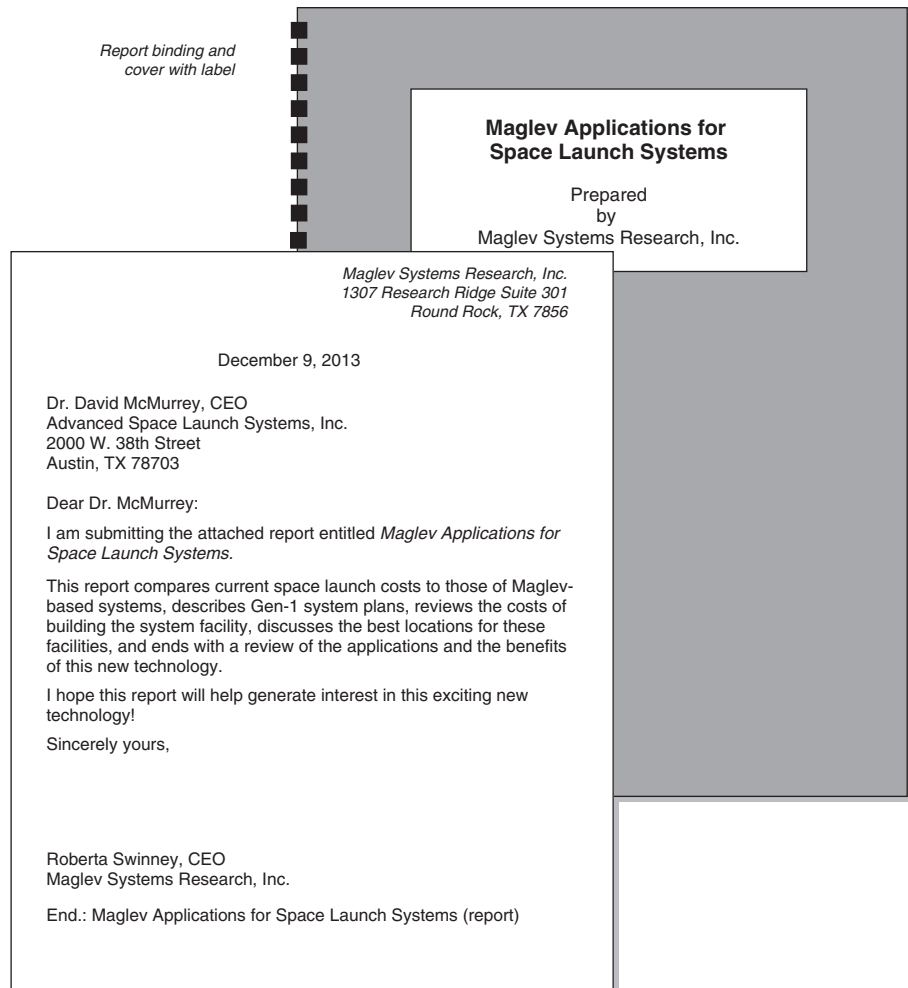 Report binding and
cover with label
Maglev Applications for
Space Launch Systems
Prepared
by
Maglev Systems Research, Inc.
Maglev Systems Research, Inc.
1307 Research Ridge Suite 301
Round Rock, TX 7856
December 9, 2013
Dr. David McMurrey, CEO
Advanced Space Launch Systems, Inc.
2000 W. 38th Street
Austin, TX 78703
Dear Dr. McMurrey:
I am submitting the attached report entitled Maglev Applications for
Space Launch Systems.
This report compares current space launch costs to those of Maglev-
based systems, describes Gen-1 system plans, reviews the costs of
building the system facility, discusses the best locations for these
facilities, and ends with a review of the applications and the benefits
of this new technology.
I hope this report will help generate interest in this exciting new
technology!
Sincerely yours,
Roberta Swinney, CEO
Maglev Systems Research, Inc.
End.: Maglev Applications for Space Launch Systems (report)